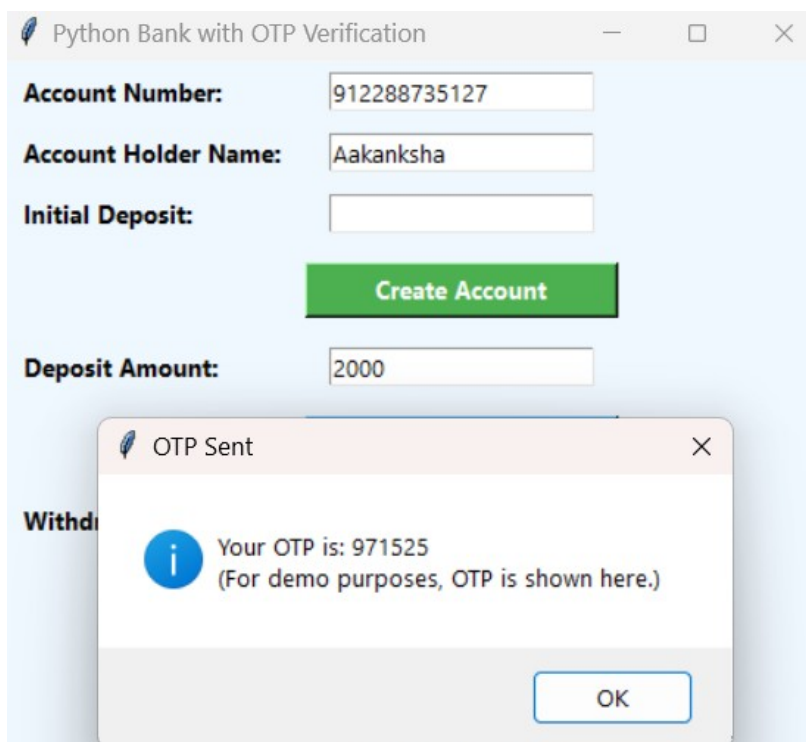 Python Bank with OTP Verification
Account Number: 912288735127
Account Holder Name: Aakanksha
Initial Deposit:
Create Account
Deposit Amount: 2000
OTP Sent
Your OTP is: 971525
(For demo purposes, OTP is shown here.)
OK